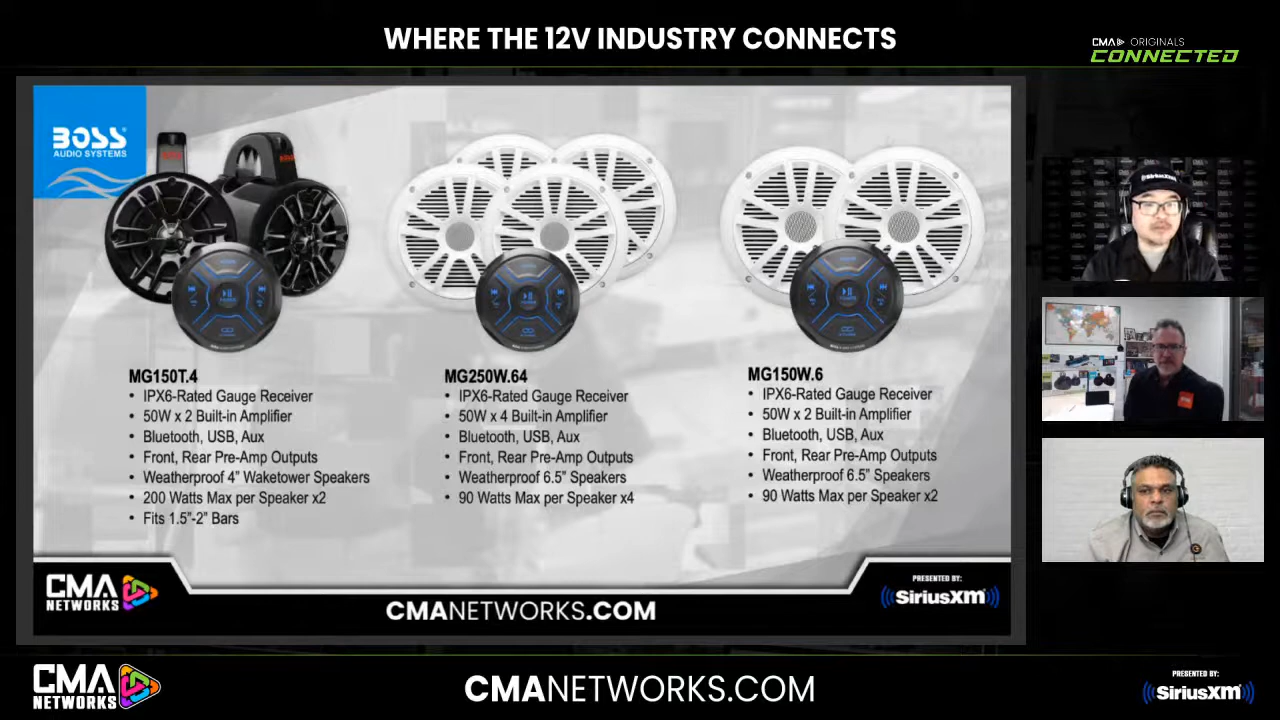 WHERE THE 12V INDUSTRY CONNECTS
CMA ORIGINALS
CONNECTED
BOSS
AUDIO SYSTEMS
MG150T.4
• IPX6-Rated Gauge Receiver
• 50W x 2 Built-in Amplifier
• Bluetooth, USB, Aux
• Front, Rear Pre-Amp Outputs
• Weatherproof 4" Waketower Speakers
• 200 Watts Max per Speaker x2
• Fits 1.5"-2" Bars
MG250W.64
• IPX6-Rated Gauge Receiver
• 50W x 4 Built-in Amplifier
• Bluetooth, USB, Aux
• Front, Rear Pre-Amp Outputs
• Weatherproof 6.5" Speakers
• 90 Watts Max per Speaker x4
MG150W.6
• IPX6-Rated Gauge Receiver
• 50W x 2 Built-in Amplifier
• Bluetooth, USB, Aux
• Front, Rear Pre-Amp Outputs
• Weatherproof 6.5" Speakers
• 90 Watts Max per Speaker x2
SiriusXM
CMA
NETWORKS
CMANETWORKS.COM
PRESENTED BY:
SiriusXM
CMA
NETWORKS
CMANETWORKS.COM
PRESENTED BY:
SiriusXM